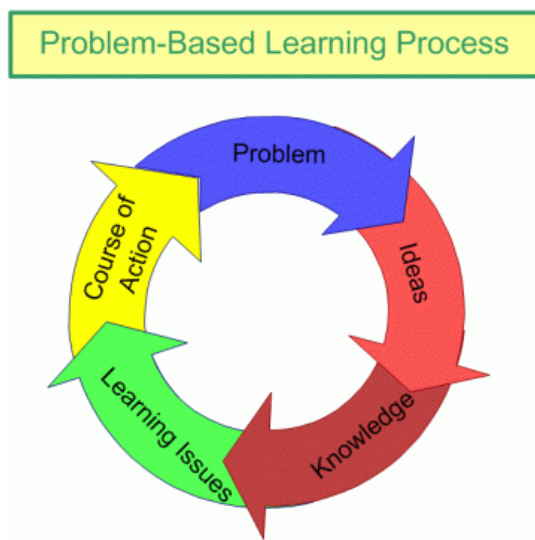 Problem-Based Learning Process
Problem
Ideas
Knowledge
Learning Issues
Course of
Action